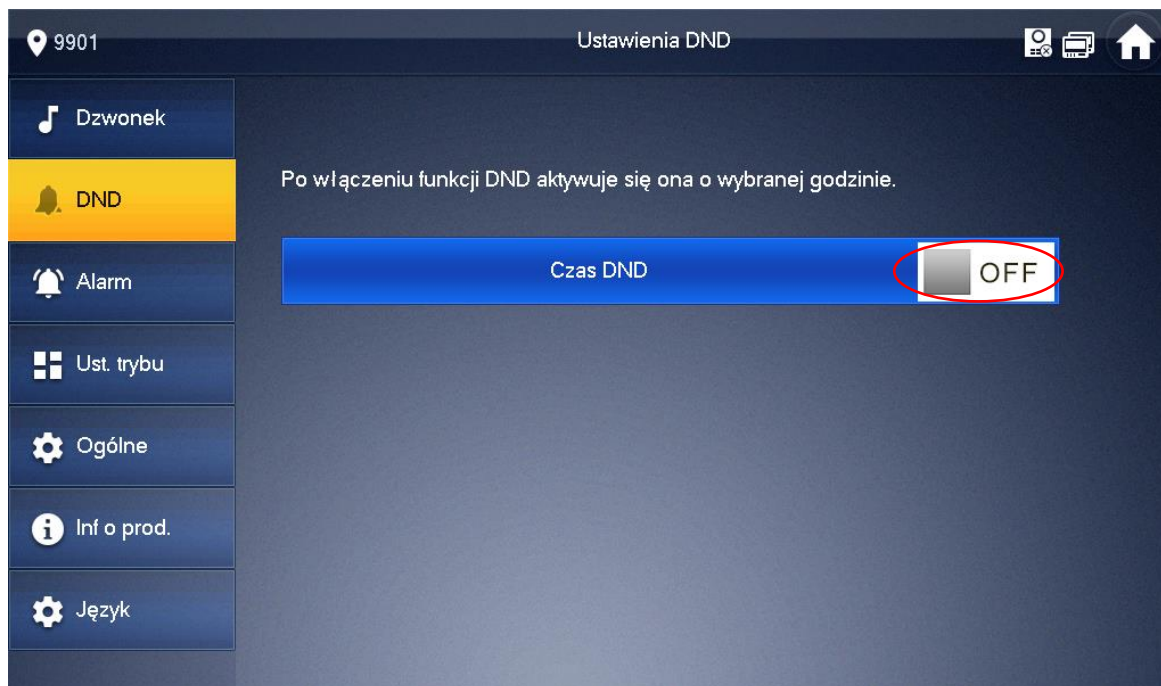 9901
Ustawienia DND
Dzwonek
DND
Alarm
Ust. trybu
Ogólne
Inf o prod.
Język
Po włączeniu funkcji DND aktywuje się ona o wybranej godzinie.
Czas DND
OFF